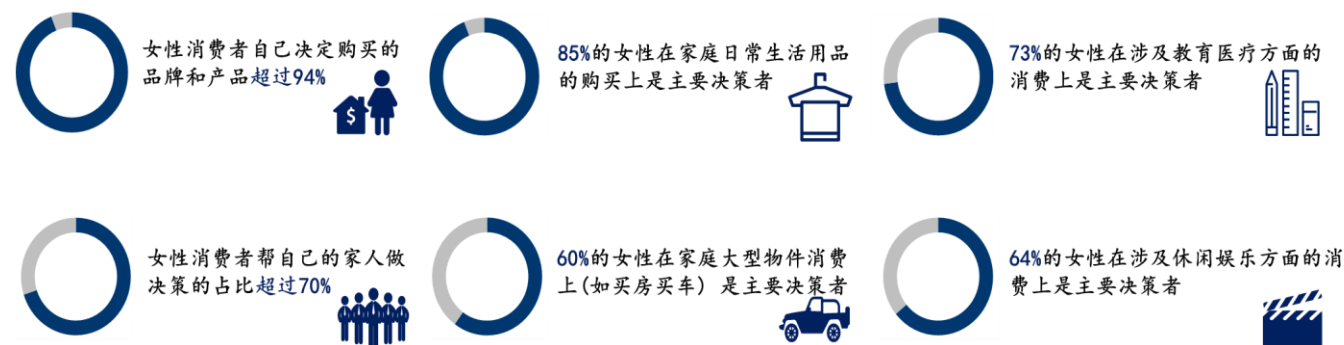 女性消费者自己决定购买的
品牌和产品超过94%
$
85%的女性在家庭日常生活用品
的购买上是主要决策者
73%的女性在涉及教育医疗方面的
消费上是主要决策者
女性消费者帮自己的家人做
决策的占比超过70%
60%的女性在家庭大型物件消费
上(如买房买车) 是主要决策者
64%的女性在涉及休闲娱乐方面的消
费上是主要决策者